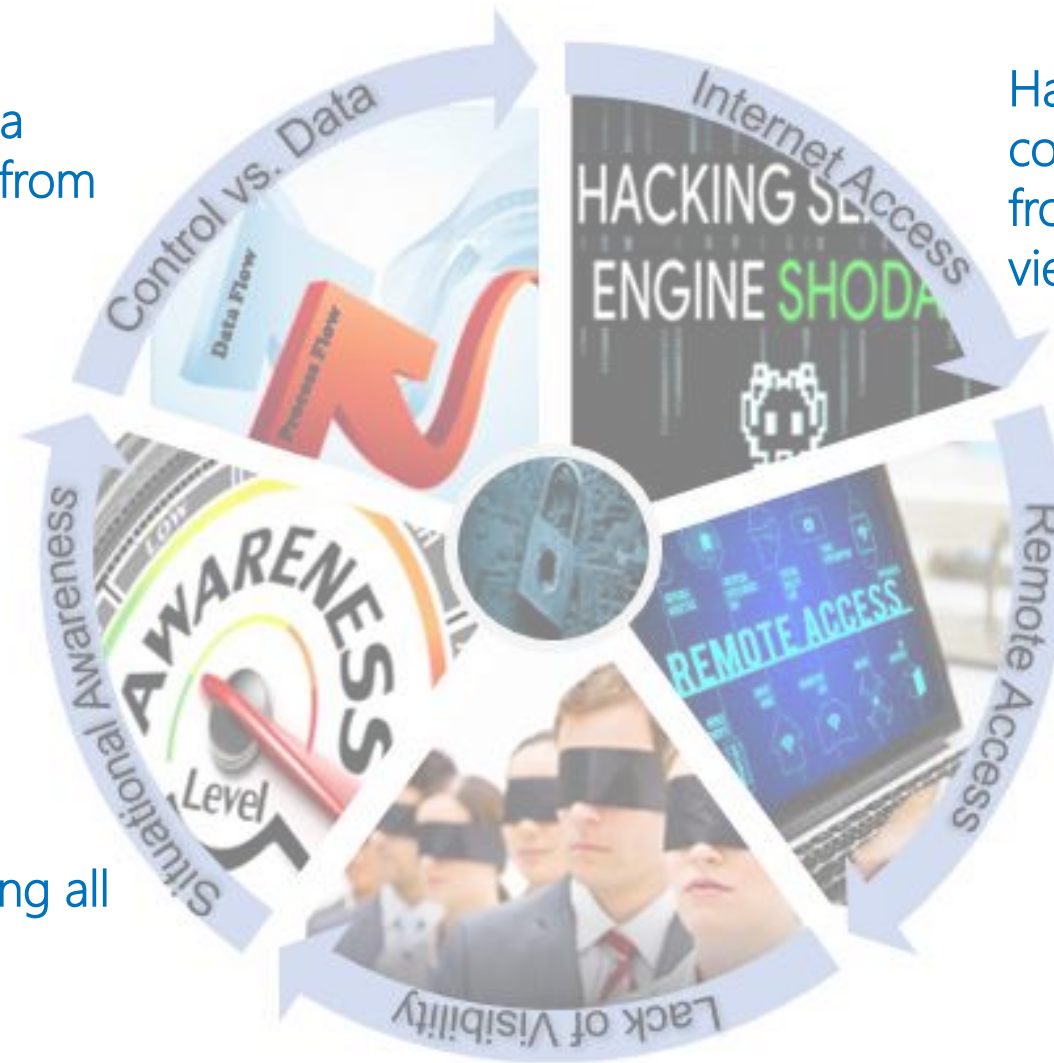 a
from
Control vs. Data
Data Flow
Process Flow
Internet Access
HACKING SE
ENGINE SHODA
Ha
co
fro
vie
Remote Access
REMOTE ACCESS
Lack of Visibility
Situational Awareness
LOW
AWARENESS
Level
ng all